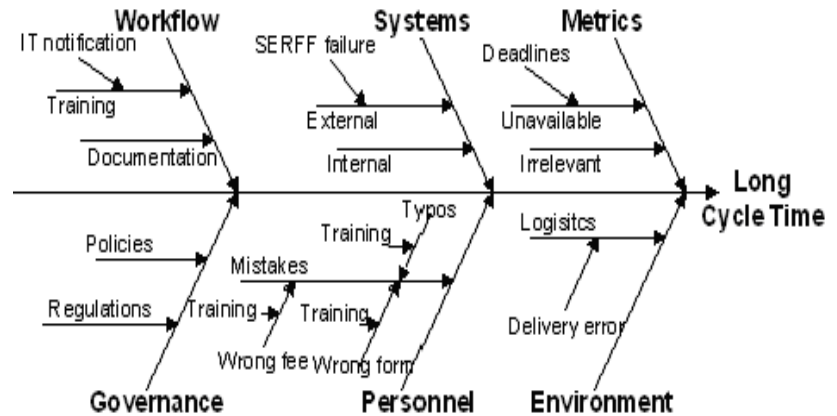 Workflow
Systems
Metrics
IT notification
SERFF failure
Deadlines
Training
External
Unavailable
Documentation
Internal
Irrelevant
Long
Cycle Time
Typos
Training
Logisitcs
Policies
Mistakes
Regulations
Training
Training
Delivery error
Wrong fee
Wrong form
Governance
Personnel
Environment